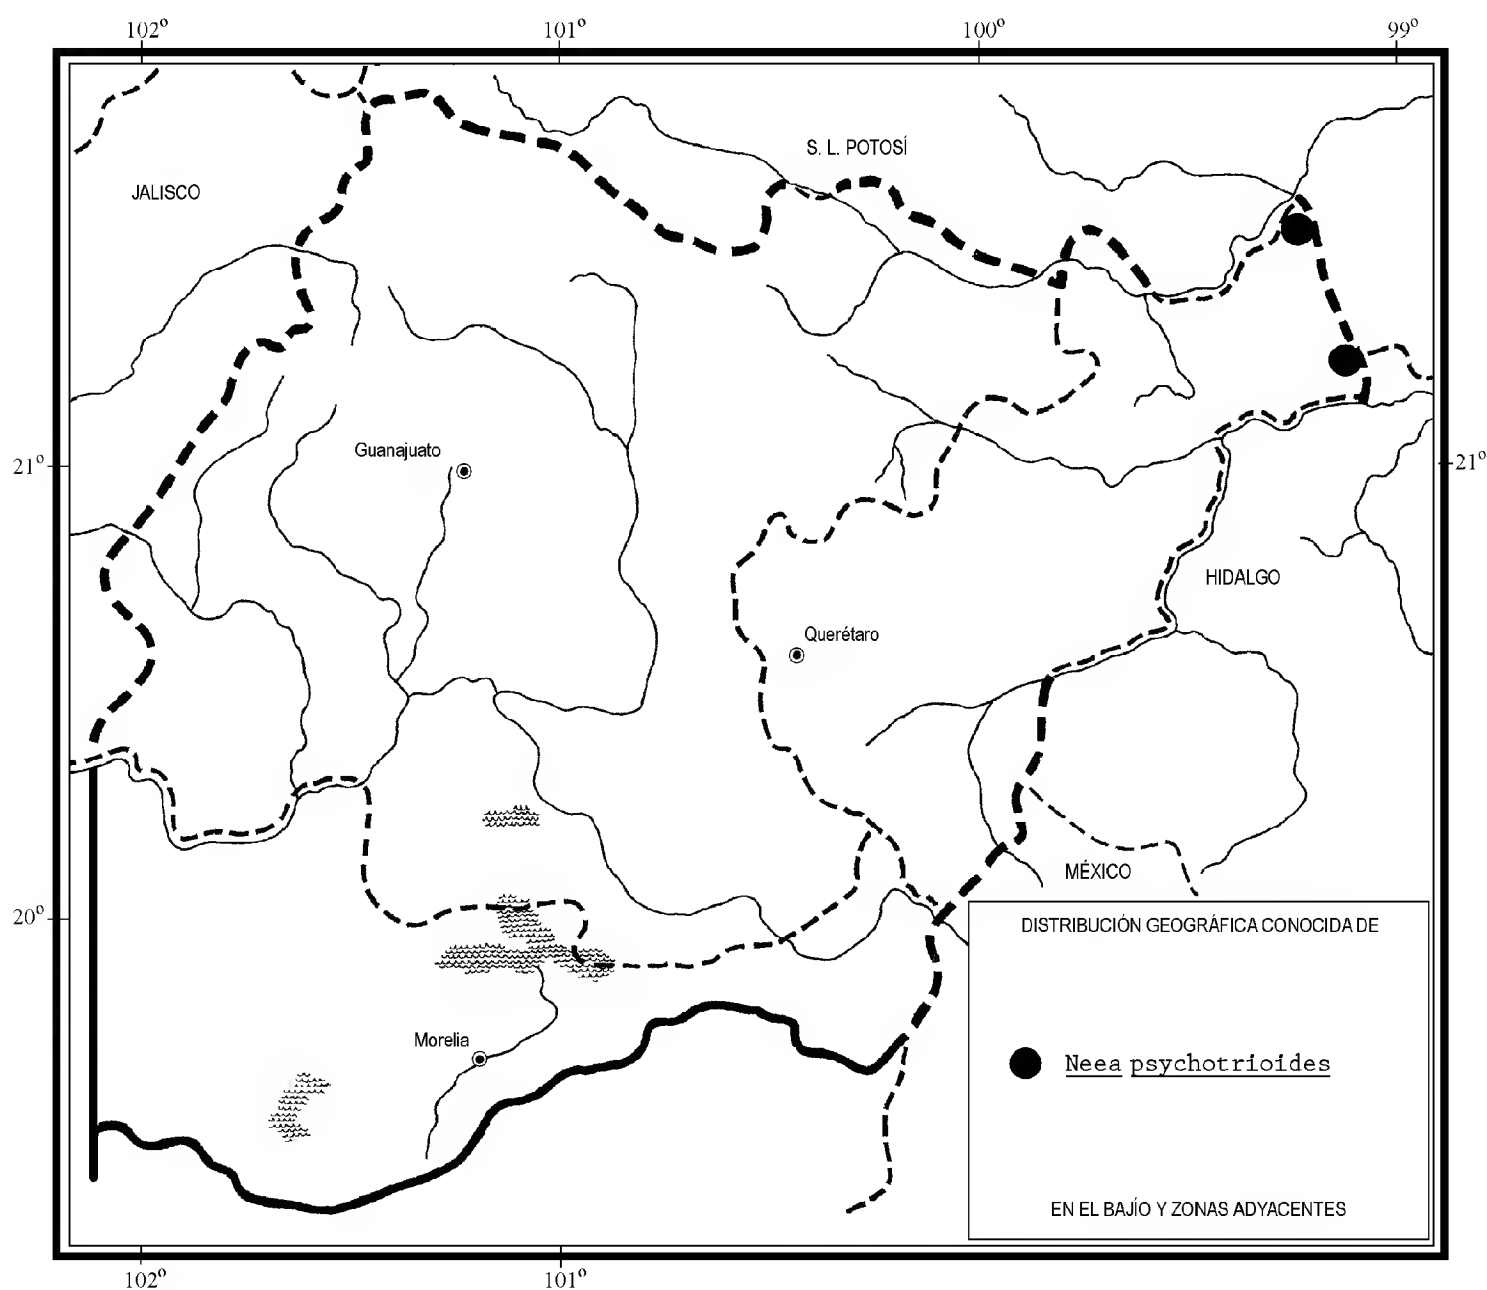 102º 101º 100º 99º
S. L. POTOSÍ
JALISCO
Guanajuato
21º 21º
HIDALGO
Querétaro
MÉXICO
20º
DISTRIBUCIÓN GEOGRÁFICA CONOCIDA DE
Morelia
Neea psychotrioides
EN EL BAJÍO Y ZONAS ADYACENTES
102º 101º